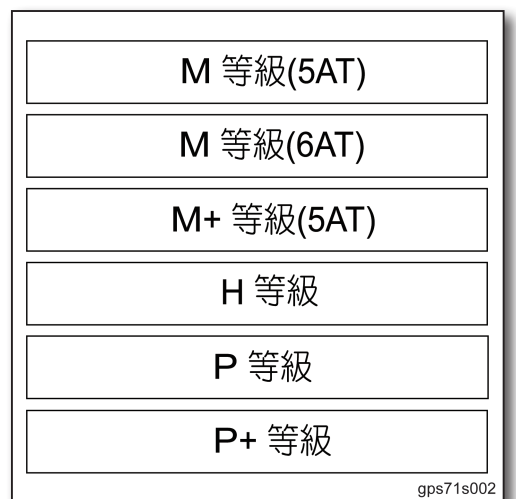 M 等級(5AT)
M 等級(6AT)
M+ 等級(5AT)
H 等級
P 等級
P+ 等級
gps71s002